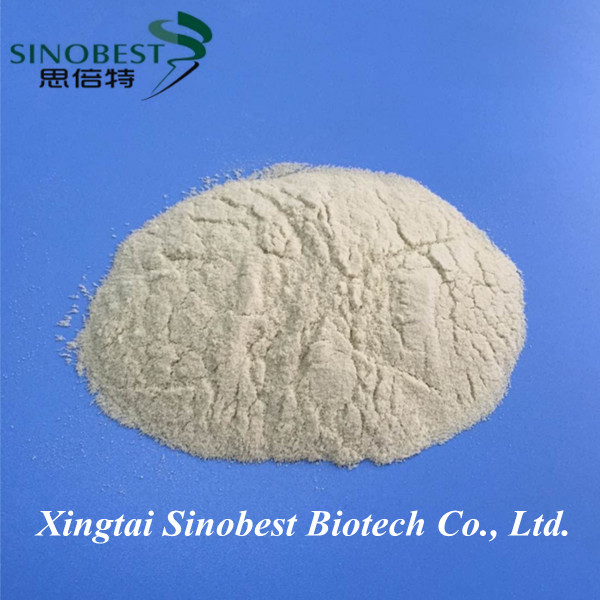 SINOBEST
思倍特
Xingtai Sinobest Biotech Co., Ltd.